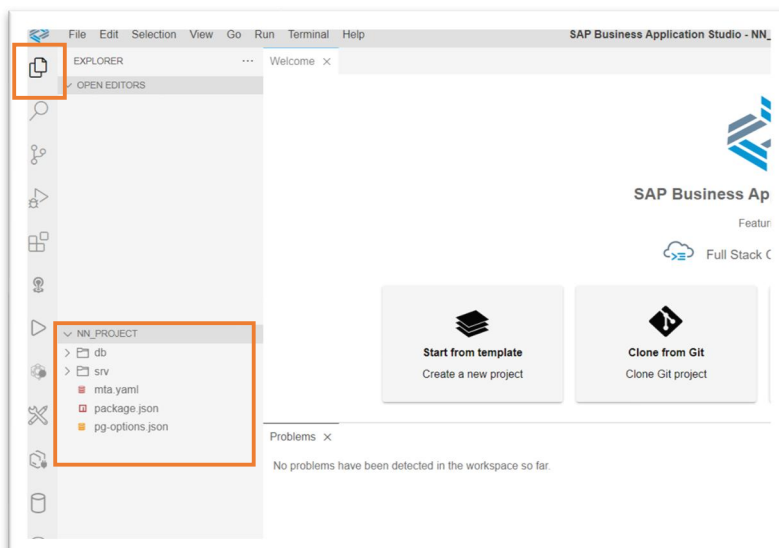 File Edit Selection View Go Run Terminal Help SAP Business Application Studio - NN_
EXPLORER ... Welcome ×
OPEN EDITORS
SAP Business Ap
Featuri
Full Stack C
NN_PROJECT
db
srv
mta.yaml
package.json
pg-options.json
Start from template
Create a new project
Clone from Git
Clone Git project
Problems ×
No problems have been detected in the workspace so far.